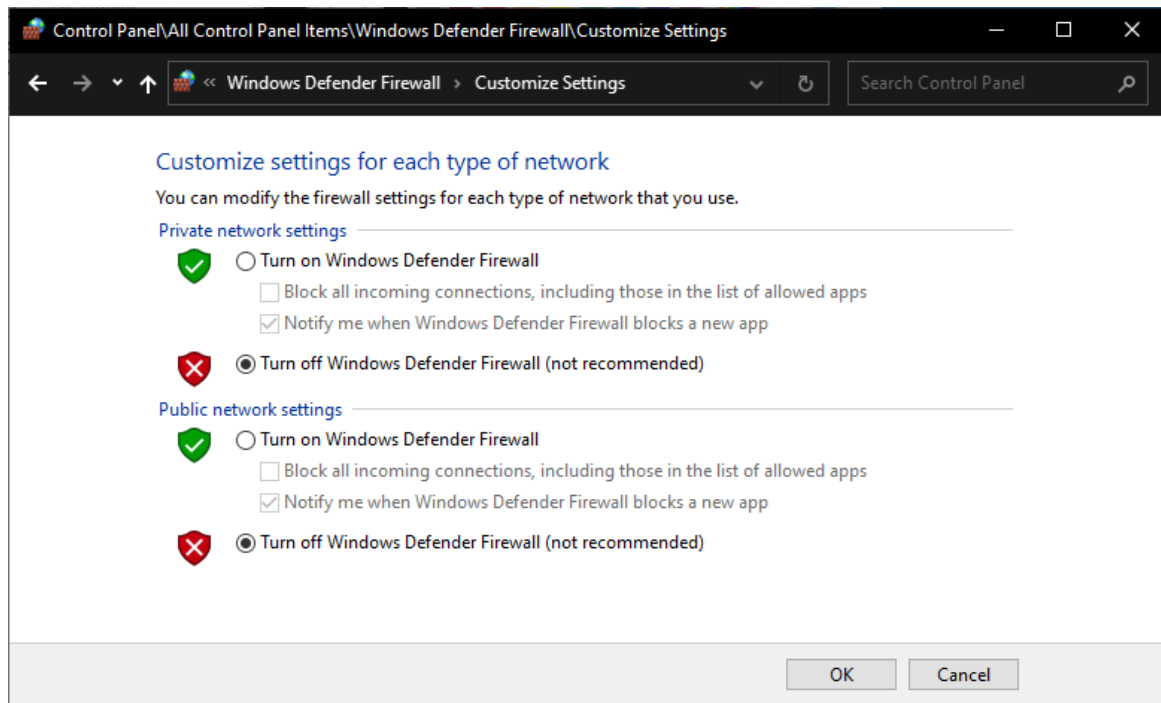 Control Panel\All Control Panel Items\Windows Defender Firewall\Customize Settings
« Windows Defender Firewall › Customize Settings
Search Control Panel
Customize settings for each type of network
You can modify the firewall settings for each type of network that you use.
Private network settings
Turn on Windows Defender Firewall
Block all incoming connections, including those in the list of allowed apps
Notify me when Windows Defender Firewall blocks a new app
Turn off Windows Defender Firewall (not recommended)
Public network settings
Turn on Windows Defender Firewall
Block all incoming connections, including those in the list of allowed apps
Notify me when Windows Defender Firewall blocks a new app
Turn off Windows Defender Firewall (not recommended)
OK
Cancel